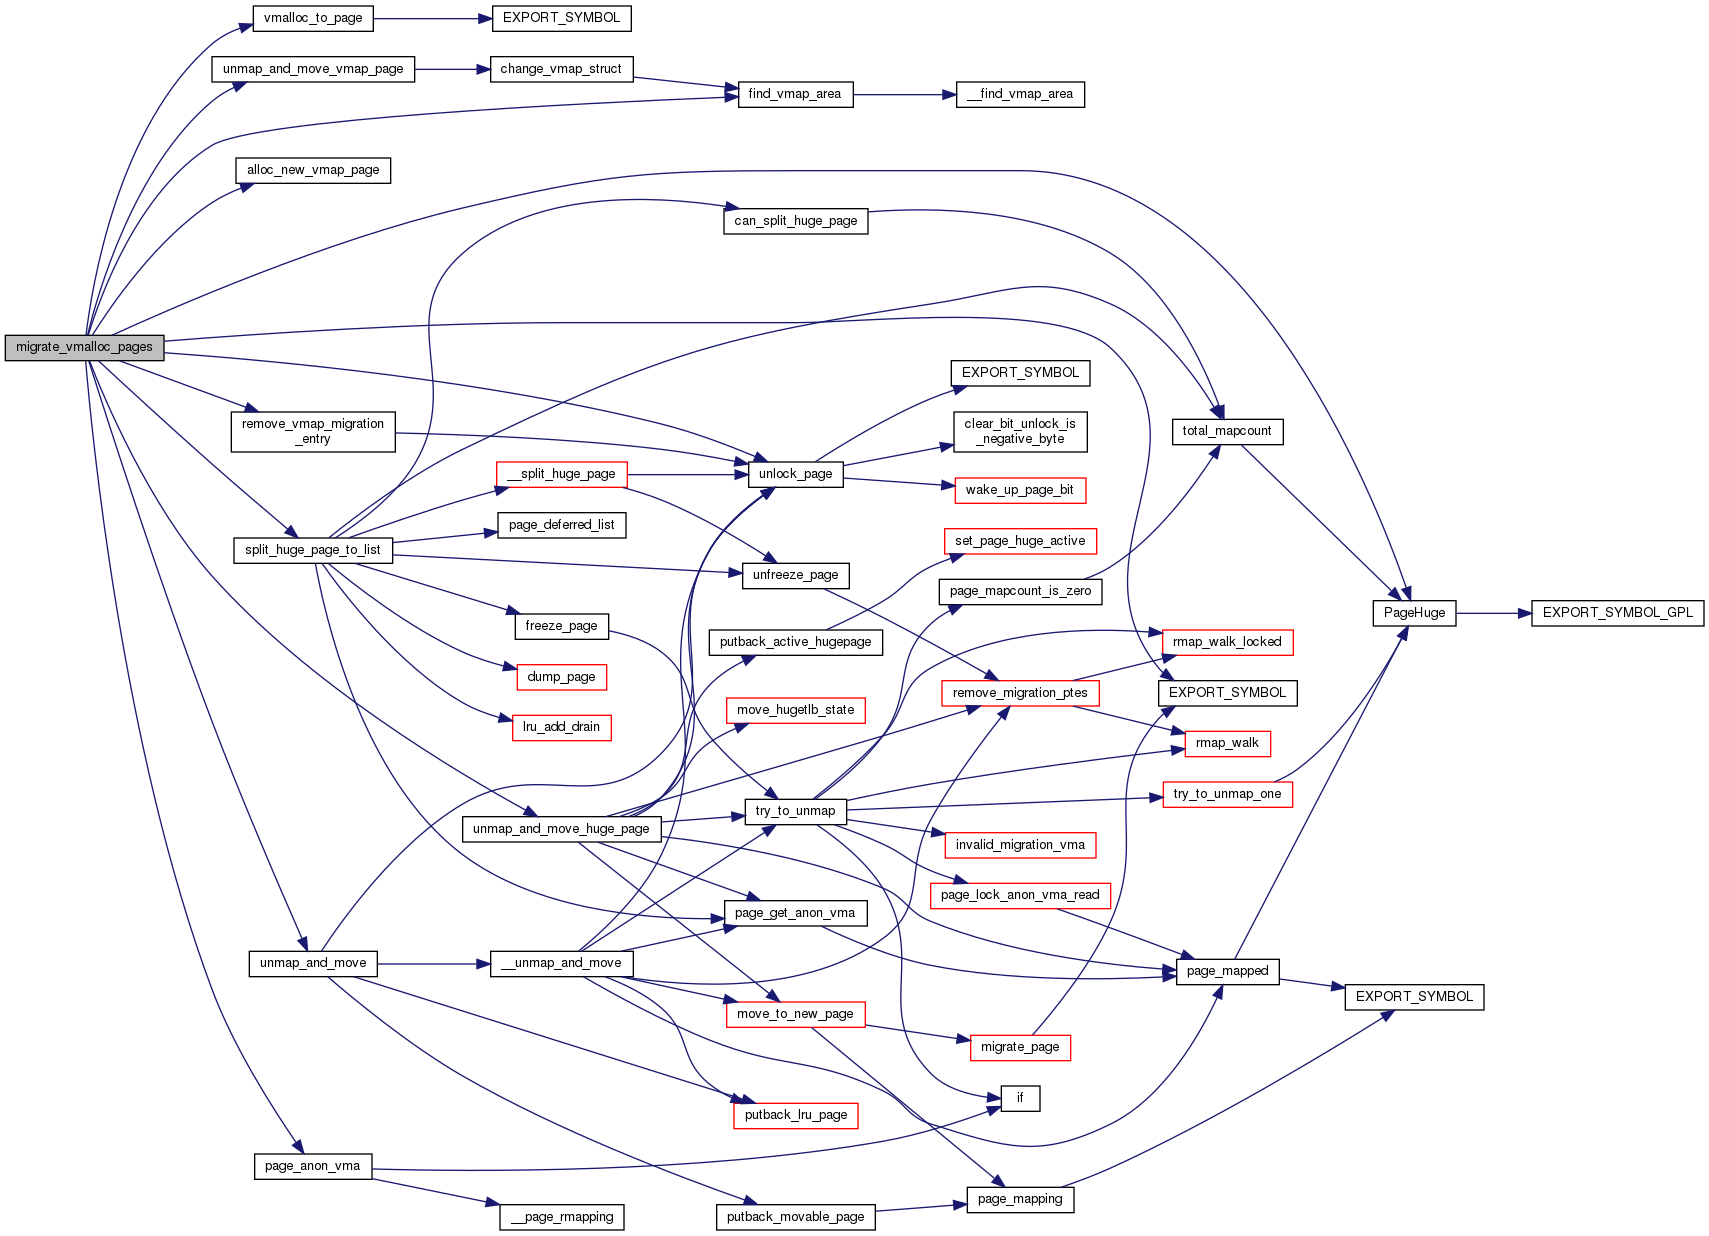 vmalloc_to_page
EXPORT_SYMBOL
unmap_and_move_vmap_page
change_vmap_struct
find_vmap_area
__find_vmap_area
alloc_new_vmap_page
can_split_huge_page
migrate_vmalloc_pages
EXPORT_SYMBOL
remove_vmap_migration
_entry
clear_bit_unlock_is
_negative_byte
total_mapcount
__split_huge_page
unlock_page
wake_up_page_bit
page_deferred_list
split_huge_page_to_list
set_page_huge_active
unfreeze_page
page_mapcount_is_zero
PageHuge
EXPORT_SYMBOL_GPL
freeze_page
putback_active_hugepage
rmap_walk_locked
dump_page
remove_migration_ptes
EXPORT_SYMBOL
move_hugetlb_state
lru_add_drain
rmap_walk
try_to_unmap_one
try_to_unmap
unmap_and_move_huge_page
invalid_migration_vma
page_lock_anon_vma_read
page_get_anon_vma
unmap_and_move
__unmap_and_move
page_mapped
EXPORT_SYMBOL
move_to_new_page
migrate_page
if
putback_lru_page
page_anon_vma
page_mapping
__page_rmapping
putback_movable_page